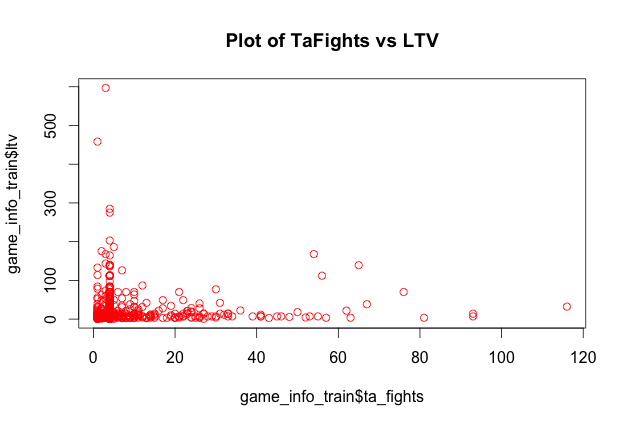 Plot of TaFights vs LTV
game_info_train$ltv
500
300
100
0
0 20 40 60 80 100 120
game_info_train$ta_fights